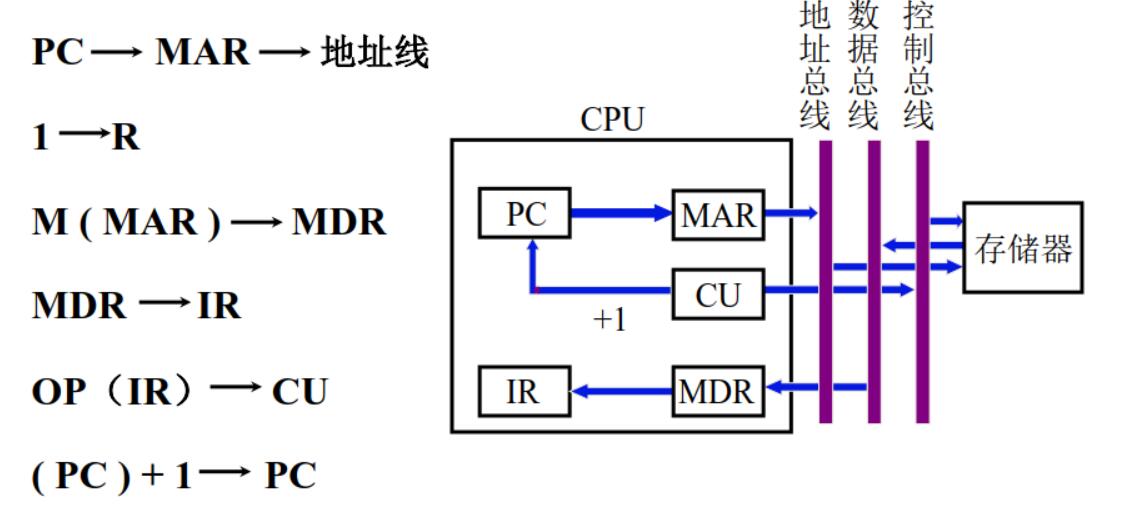 PC → MAR → 地址线
1 → R
M ( MAR ) → MDR
MDR → IR
OP（IR） → CU
( PC ) + 1 → PC
地址总线
数据总线
控制总线
CPU
PC
MAR
存储器
CU
+1
IR
MDR